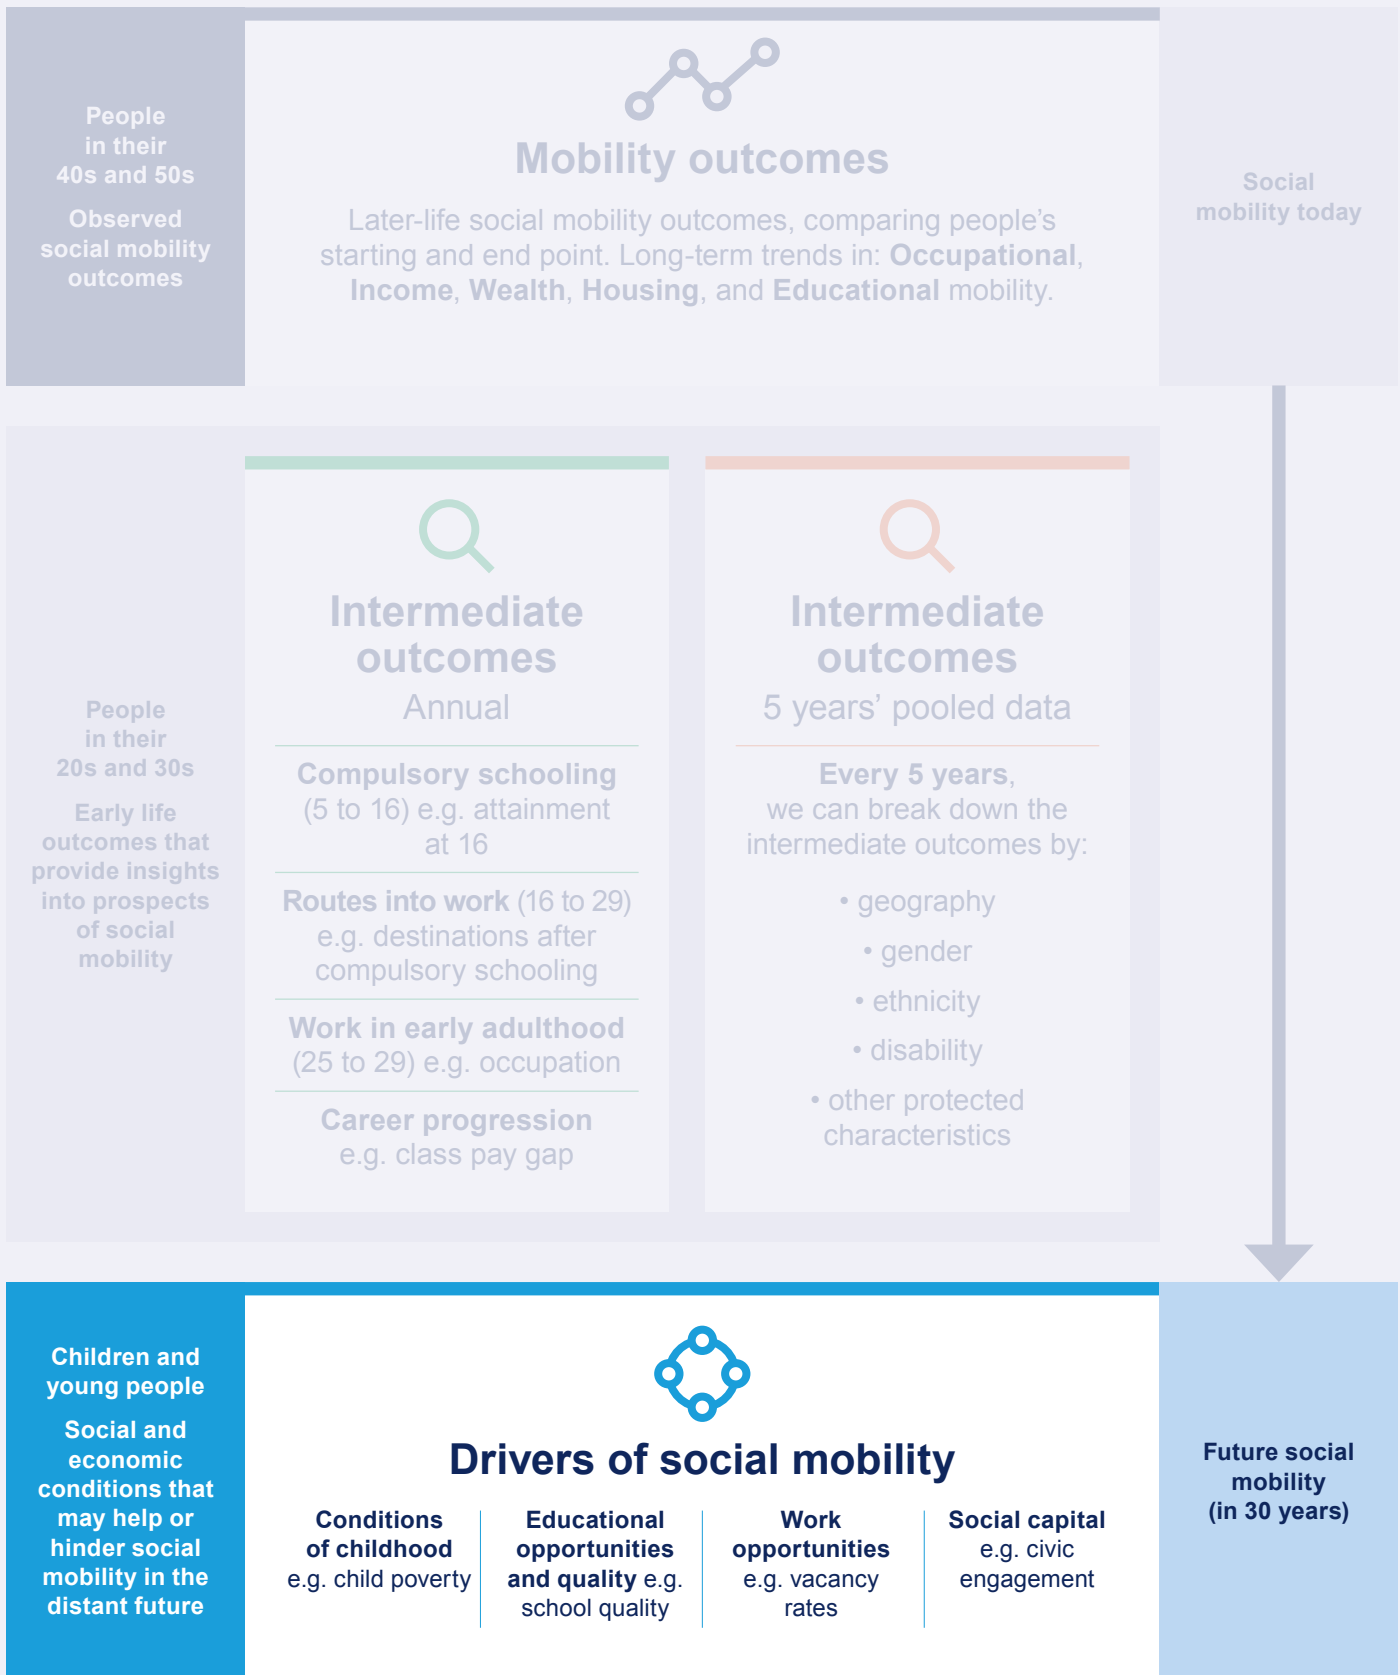 People
in their
40s and 50s
Observed
social mobility
outcomes
Mobility outcomes
Later-life social mobility outcomes, comparing people's
starting and end point. Long-term trends in: Occupational,
Income, Wealth, Housing, and Educational mobility.
Social
mobility today
People
in their
20s and 30s
Early life
outcomes that
provide insights
into prospects
of social
mobility
Intermediate
outcomes
Annual
Compulsory schooling
(5 to 16) e.g. attainment
at 16
Routes into work (16 to 29)
e.g. destinations after
compulsory schooling
Work in early adulthood
(25 to 29) e.g. occupation
Career progression
e.g. class pay gap
Intermediate
outcomes
5 years’ pooled data
Every 5 years,
we can break down the
intermediate outcomes by:
• geography
• gender
• ethnicity
• disability
• other protected
characteristics
Children and
young people
Social and
economic
conditions that
may help or
hinder social
mobility in the
distant future
Drivers of social mobility
Conditions
of childhood
e.g. child poverty
Educational
opportunities
and quality e.g.
school quality
Work
opportunities
e.g. vacancy
rates
Social capital
e.g. civic
engagement
Future social
mobility
(in 30 years)